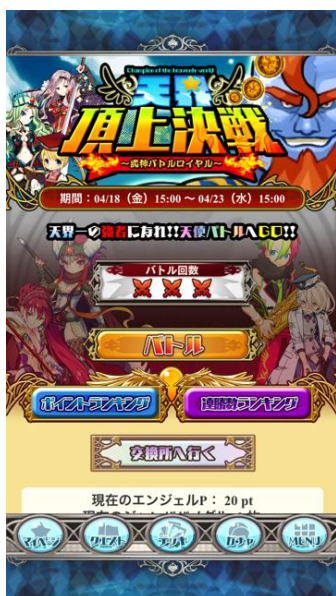 Champion of the heavenly world
天界
頂上決戦
～武神バトルロイヤル～
期間：04/18（金）15:00 ～ 04/23（水）15:00
天界一の強者になれ!!天使バトルへGO!!
バトル回数
バトル
ポイントランキング
連勝数ランキング
交換所へ行く
現在のエンジェルP： 20 pt
マイページ
クエスト
デッキ
ガチャ
MENU